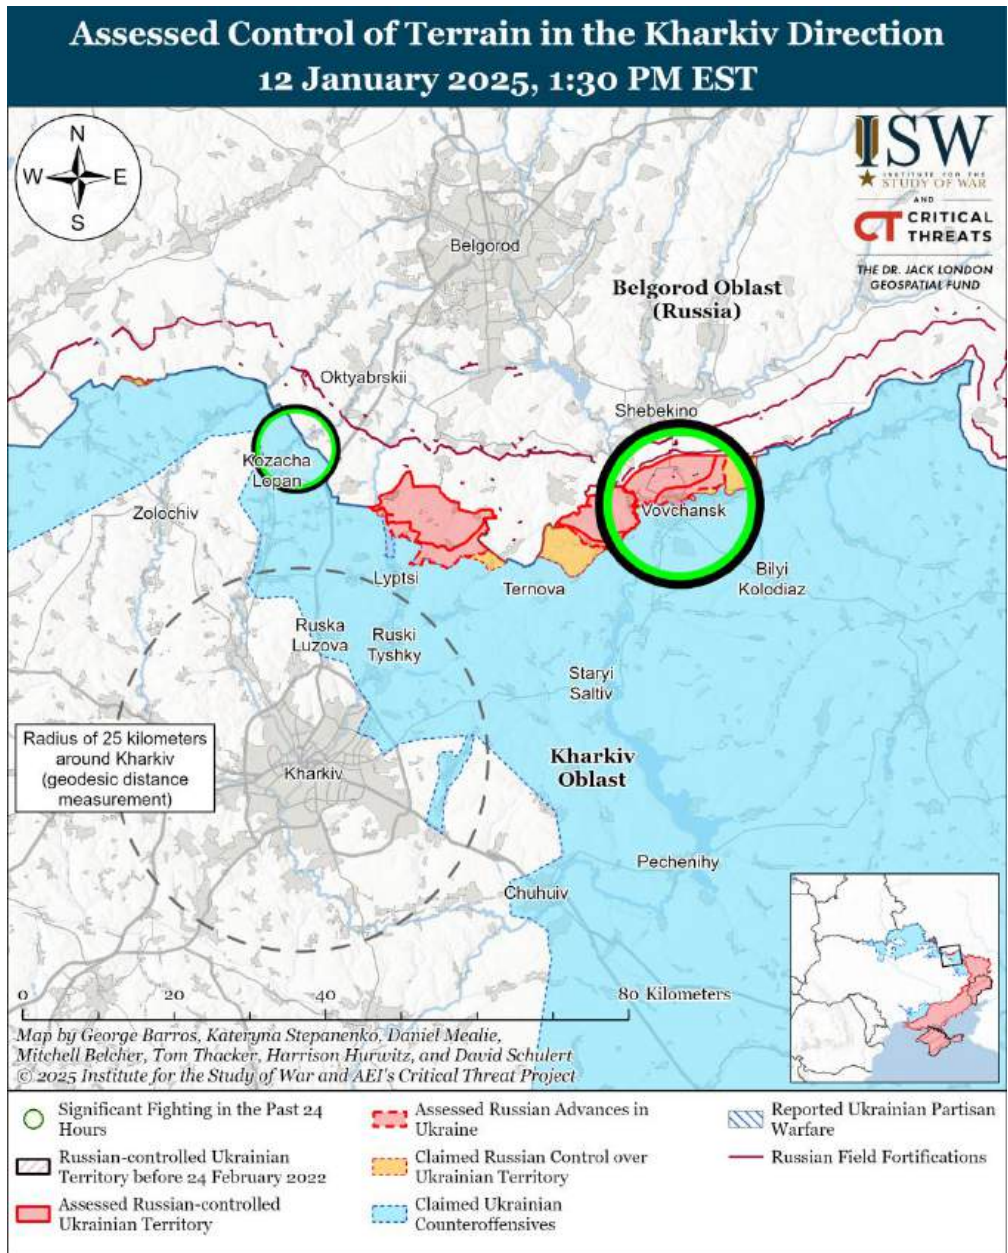 Assessed Control of Terrain in the Kharkiv Direction
12 January 2025, 1:30 PM EST
N
W E
S
ISW
INSTITUTE FOR THE
STUDY OF WAR
AND
CT CRITICAL
THREATS
THE DR. JACK LONDON
GEOSPATIAL FUND
Belgorod
Belgorod Oblast
(Russia)
Oktyabrskii
Shebekino
Kozacha
Lopan
Zolochiv
Vovchansk
Lyptsi
Ternova
Bilyi
Kolodiaz
Ruska
Luzova
Ruski
Tyshky
Staryi
Saltiv
Radius of 25 kilometers
around Kharkiv
(geodesic distance
measurement)
Kharkiv
Kharkiv
Oblast
Pechenihy
Chuhuiv
0 20 40 80 Kilometers
Map by George Barros, Kateryna Stepanenko, Daniel Mealie,
Mitchell Belcher, Tom Thacker, Harrison Hurwitz, and David Schulert
© 2025 Institute for the Study of War and AEI's Critical Threat Project
Significant Fighting in the Past 24
Hours
Russian-controlled Ukrainian
Territory before 24 February 2022
Assessed Russian-controlled
Ukrainian Territory
Assessed Russian Advances in
Ukraine
Claimed Russian Control over
Ukrainian Territory
Claimed Ukrainian
Counteroffensives
Reported Ukrainian Partisan
Warfare
Russian Field Fortifications